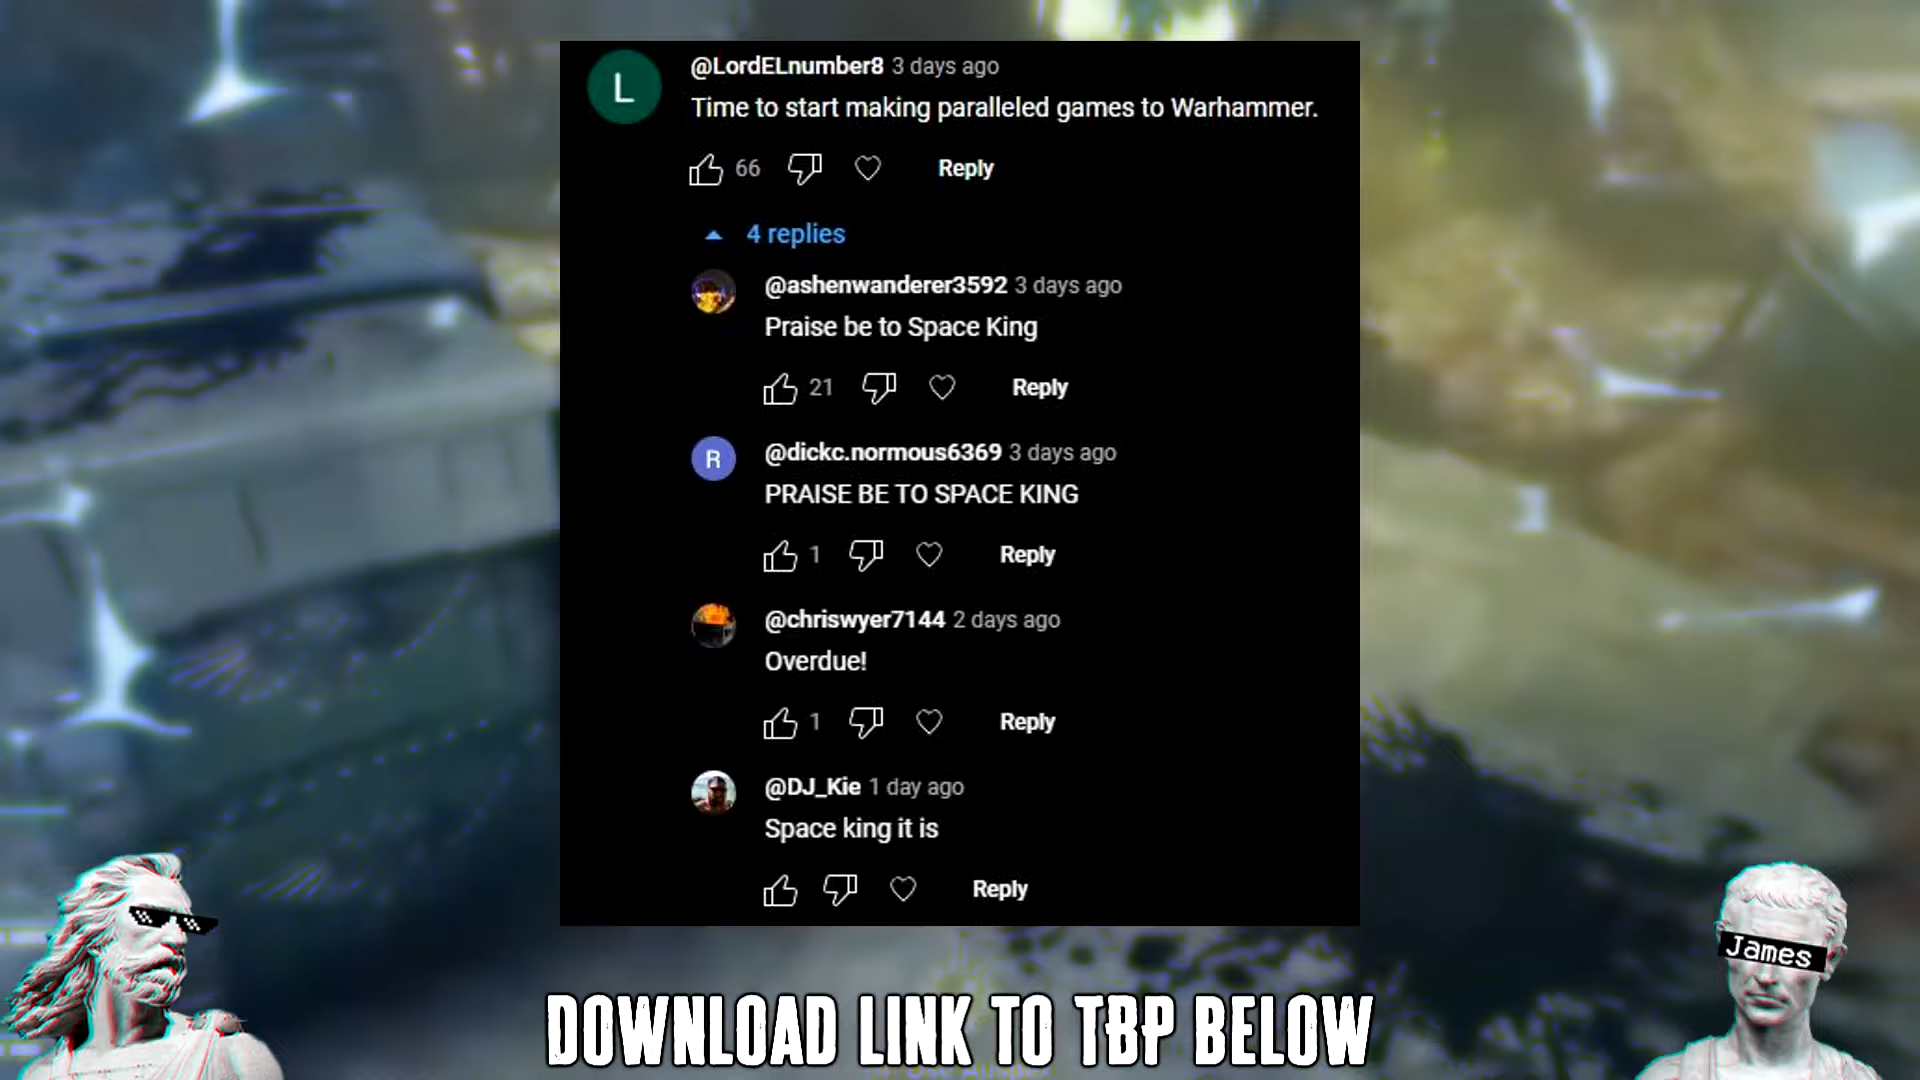 L
@LordELnumber8 3 days ago
Time to start making paralleled games to Warhammer.
66
Reply
4 replies
@ashenwanderer3592 3 days ago
Praise be to Space King
21
Reply
R
@dickc.normous6369 3 days ago
PRAISE BE TO SPACE KING
1
Reply
@chriswyer7144 2 days ago
Overdue!
1
Reply
@DJ_Kie 1 day ago
Space king it is
Reply
James
DOWNLOAD LINK TO TBP BELOW